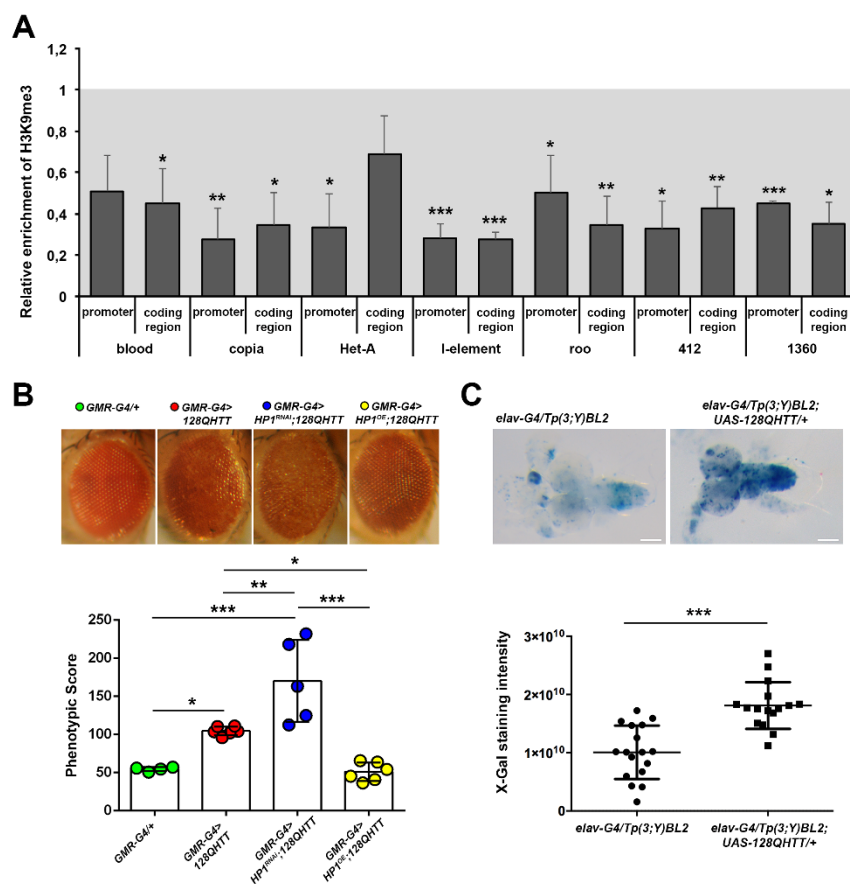 A
Relative enrichment of H3K9me3
1,2
1
0,8
0,6
0,4
0,2
0
* ** * * *** *** * ** * ** *** *
promoter coding region promoter coding region promoter coding region promoter coding region promoter coding region promoter coding region promoter coding region
blood copia Het-A I-element roo 412 1360
B
GMR-G4/+ GMR-G4> GMR-G4> GMR-G4>
128QHTT HP1RNAi;128QHTT HP1OE;128QHTT
*
**
*** ***
*
Phenotypic Score
250
200
150
100
50
0
GMR-G4/+
GMR-G4>
128QHTT
GMR-G4>
HP1RNAi;128QHTT
GMR-G4>
HP1OE;128QHTT
C
elav-G4/Tp(3;Y)BL2
elav-G4/Tp(3;Y)BL2;
UAS-128QHTT/+
***
X-Gal staining intensity
3×10¹⁰
2×10¹⁰
1×10¹⁰
0
elav-G4/Tp(3;Y)BL2
elav-G4/Tp(3;Y)BL2;
UAS-128QHTT/+